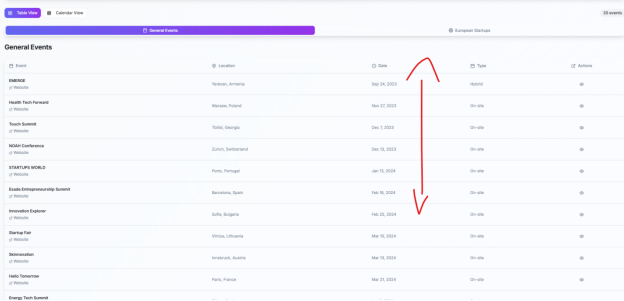 Table View
Calendar View
20 events
General Events
European Startups
General Events
Event Location Date Type Actions
EMERGE
Website
Yerevan, Armenia Sep 24, 2023 Hybrid
Health Tech Forward
Website
Warsaw, Poland Nov 27, 2023 On-site
Touch Summit
Website
Tbilisi, Georgia Dec 7, 2023 On-site
NOAH Conference
Website
Zurich, Switzerland Dec 13, 2023 On-site
STARTUPS WORLD
Website
Porto, Portugal Jan 13, 2024 On-site
Esade Entrepreneurship Summit
Website
Barcelona, Spain Feb 16, 2024 On-site
Innovation Explorer
Website
Sofia, Bulgaria Feb 20, 2024 On-site
Startup Fair
Website
Vilnius, Lithuania Mar 10, 2024 On-site
Skinnovation
Website
Innsbruck, Austria Mar 13, 2024 On-site
Hello Tomorrow
Website
Paris, France Mar 21, 2024 On-site
Energy Tech Summit